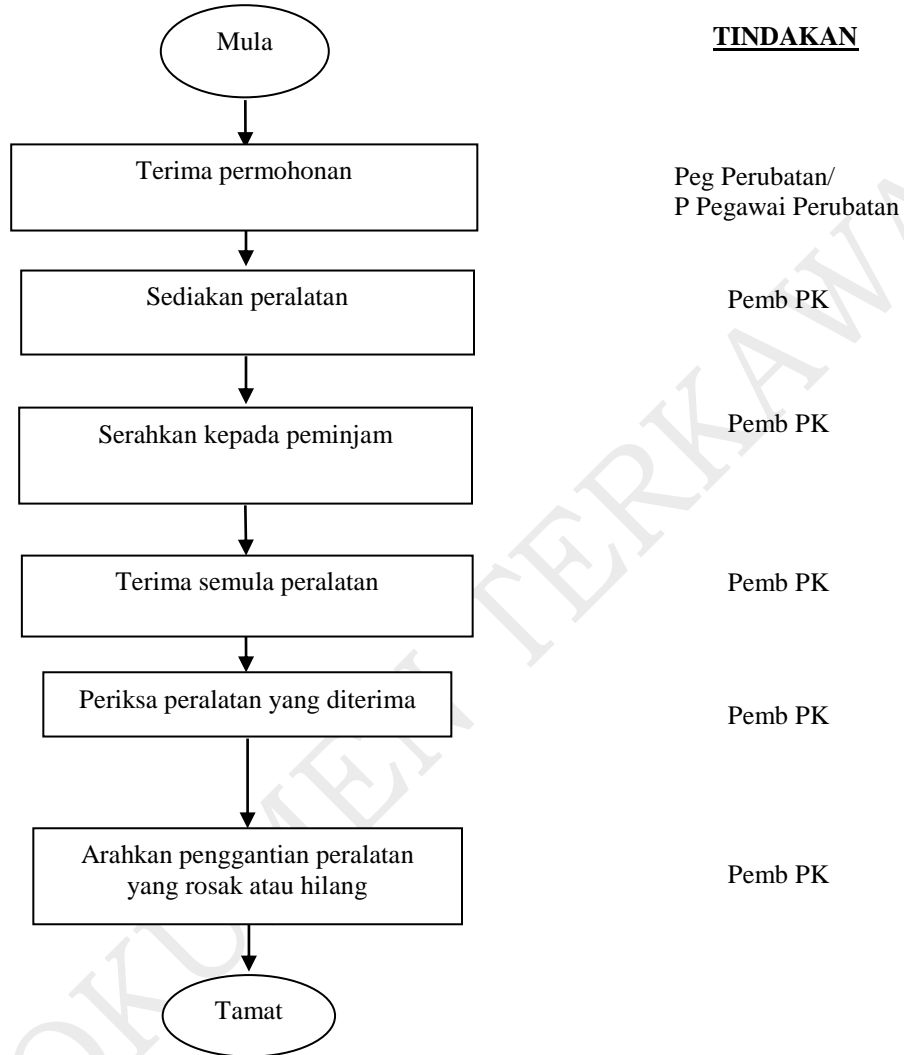 Mula
TINDAKAN
Terima permohonan
Peg Perubatan/
P Pegawai Perubatan
Sediakan peralatan
Pemb PK
Serahkan kepada peminjam
Pemb PK
Terima semula peralatan
Pemb PK
Periksa peralatan yang diterima
Pemb PK
Arahkan penggantian peralatan
yang rosak atau hilang
Pemb PK
Tamat